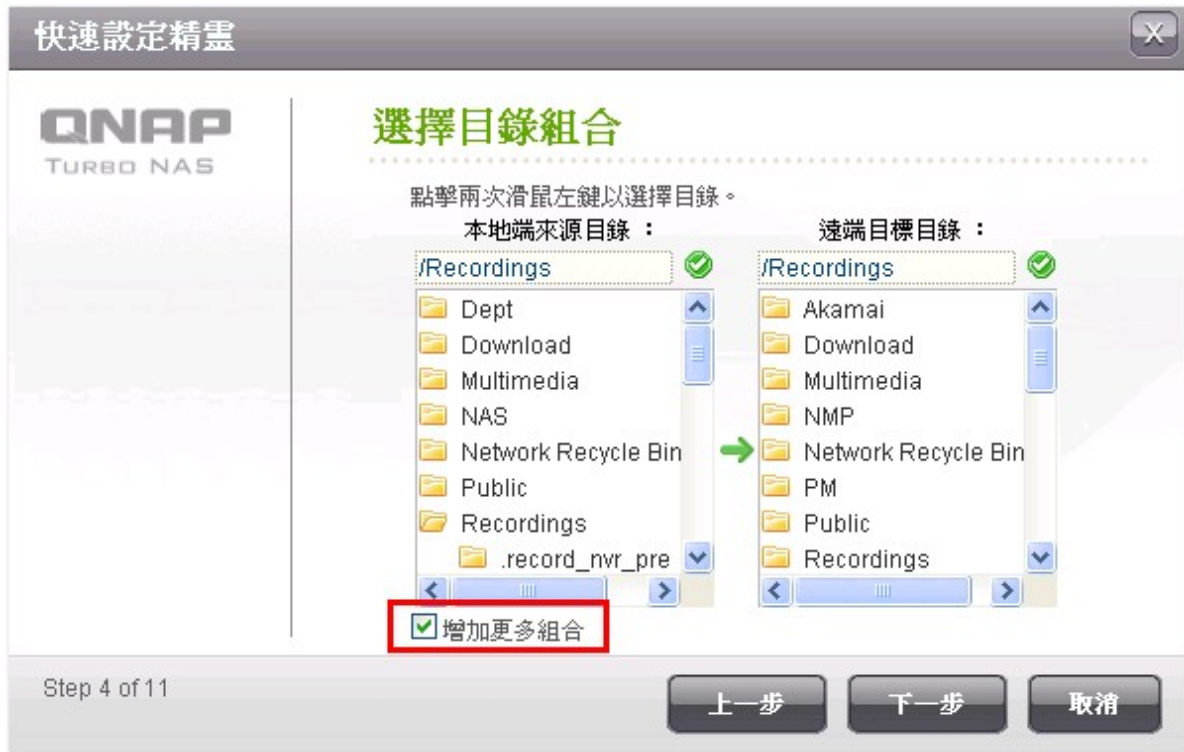 快速設定精靈
X
QNAP
TURBO NAS
選擇目錄組合
點擊兩次滑鼠左鍵以選擇目錄。
本地端來源目錄 :
遠端目標目錄 :
/Recordings
/Recordings
Dept
Download
Multimedia
NAS
Network Recycle Bin
Public
Recordings
.record_nvr_pre
Akamai
Download
Multimedia
NMP
Network Recycle Bin
PM
Public
Recordings
增加更多組合
Step 4 of 11
上一步
下一步
取消